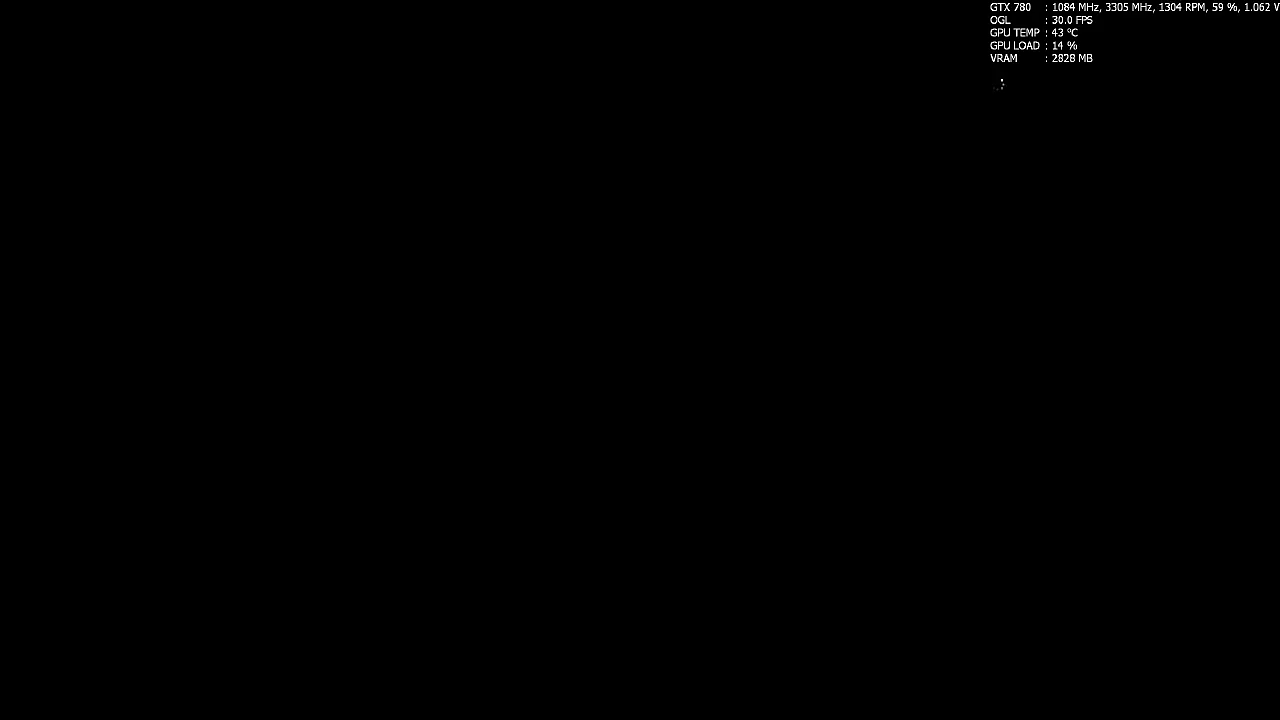 GTX 780 : 1084 MHz, 3305 MHz, 1304 RPM, 59 %, 1.062 V
OGL : 30.0 FPS
GPU TEMP : 43 °C
GPU LOAD : 14 %
VRAM : 2828 MB